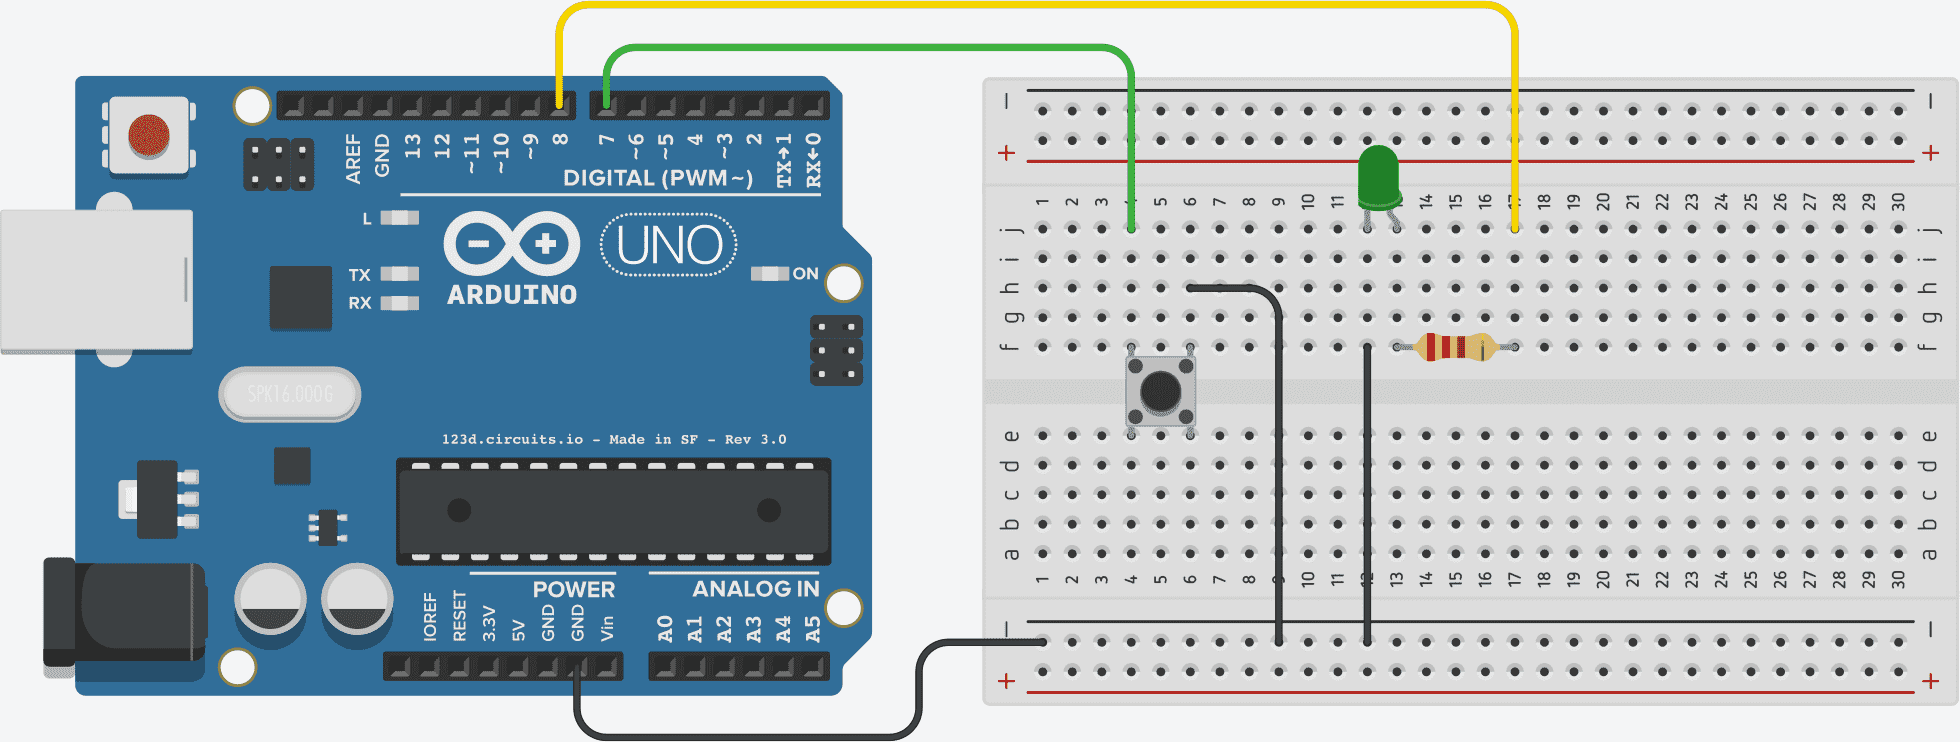 AREF
GND
13
12
~11
~10
~9
8
7
~6
~5
4
~3
2
TX→1
RX←0
DIGITAL (PWM~)
L
TX
RX
UNO
ON
ARDUINO
SPK16.000G
123d.circuits.io - Made in SF - Rev 3.0
POWER
ANALOG IN
IOREF
RESET
3.3V
5V
GND
GND
Vin
A0
A1
A2
A3
A4
A5
− −
+ +
1 2 3 4 5 6 7 8 9 10 11 14 15 16 17 18 19 20 21 22 23 24 25 26 27 28 29 30
j j
i i
h h
g g
f f
e e
d d
c c
b b
a a
1 2 3 4 5 6 7 8 9 10 11 12 13 14 15 16 17 18 19 20 21 22 23 24 25 26 27 28 29 30
− −
+ +